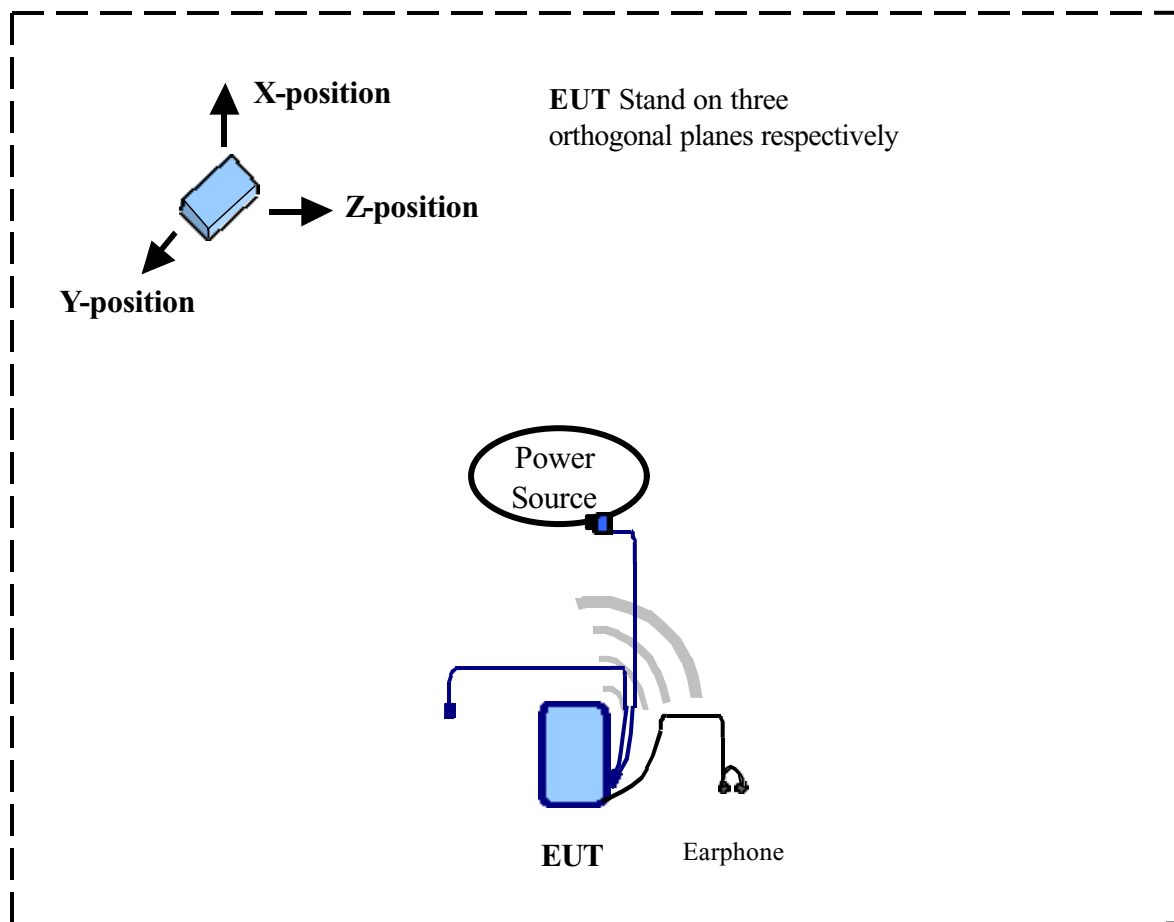 X-position
EUT Stand on three
orthogonal planes respectively
Z-position
Y-position
Power
Source
EUT
Earphone